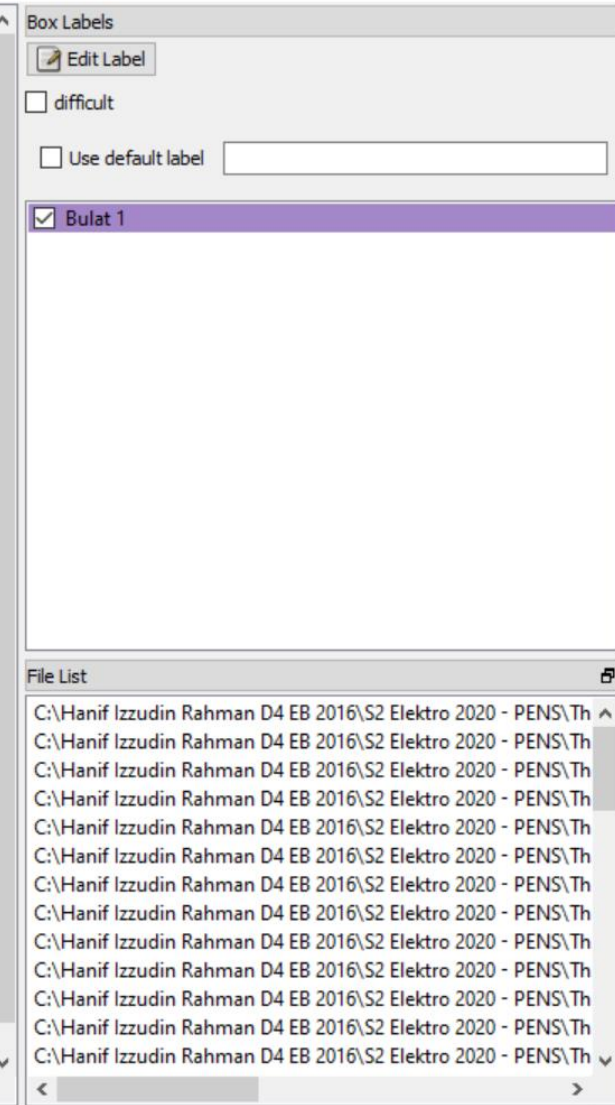 Box Labels
Edit Label
difficult
Use default label
Bulat 1
File List
C:\Hanif Izzudin Rahman D4 EB 2016\S2 Elektro 2020 - PENS\Th
C:\Hanif Izzudin Rahman D4 EB 2016\S2 Elektro 2020 - PENS\Th
C:\Hanif Izzudin Rahman D4 EB 2016\S2 Elektro 2020 - PENS\Th
C:\Hanif Izzudin Rahman D4 EB 2016\S2 Elektro 2020 - PENS\Th
C:\Hanif Izzudin Rahman D4 EB 2016\S2 Elektro 2020 - PENS\Th
C:\Hanif Izzudin Rahman D4 EB 2016\S2 Elektro 2020 - PENS\Th
C:\Hanif Izzudin Rahman D4 EB 2016\S2 Elektro 2020 - PENS\Th
C:\Hanif Izzudin Rahman D4 EB 2016\S2 Elektro 2020 - PENS\Th
C:\Hanif Izzudin Rahman D4 EB 2016\S2 Elektro 2020 - PENS\Th
C:\Hanif Izzudin Rahman D4 EB 2016\S2 Elektro 2020 - PENS\Th
C:\Hanif Izzudin Rahman D4 EB 2016\S2 Elektro 2020 - PENS\Th
C:\Hanif Izzudin Rahman D4 EB 2016\S2 Elektro 2020 - PENS\Th
C:\Hanif Izzudin Rahman D4 EB 2016\S2 Elektro 2020 - PENS\Th